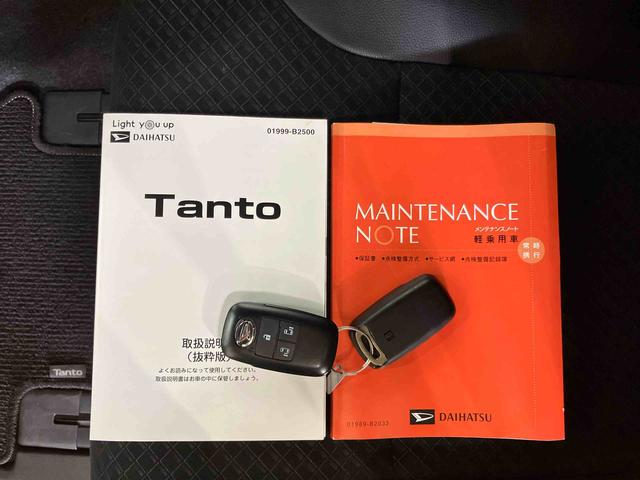 Light you up
DAIHATSU
01999-B2500
Tanto
取扱説明
(抜粋版)
よくお読みになって使用してください。
取扱説明書はお車の中に保管しましょう。
MAINTENANCE
NOTE
メンテナンスノート
軽乗用車
常時
携行
●保証書 ●点検整備方式 ●サービス網 ●点検整備記録簿
DAIHATSU
01989-B2032
Tanto